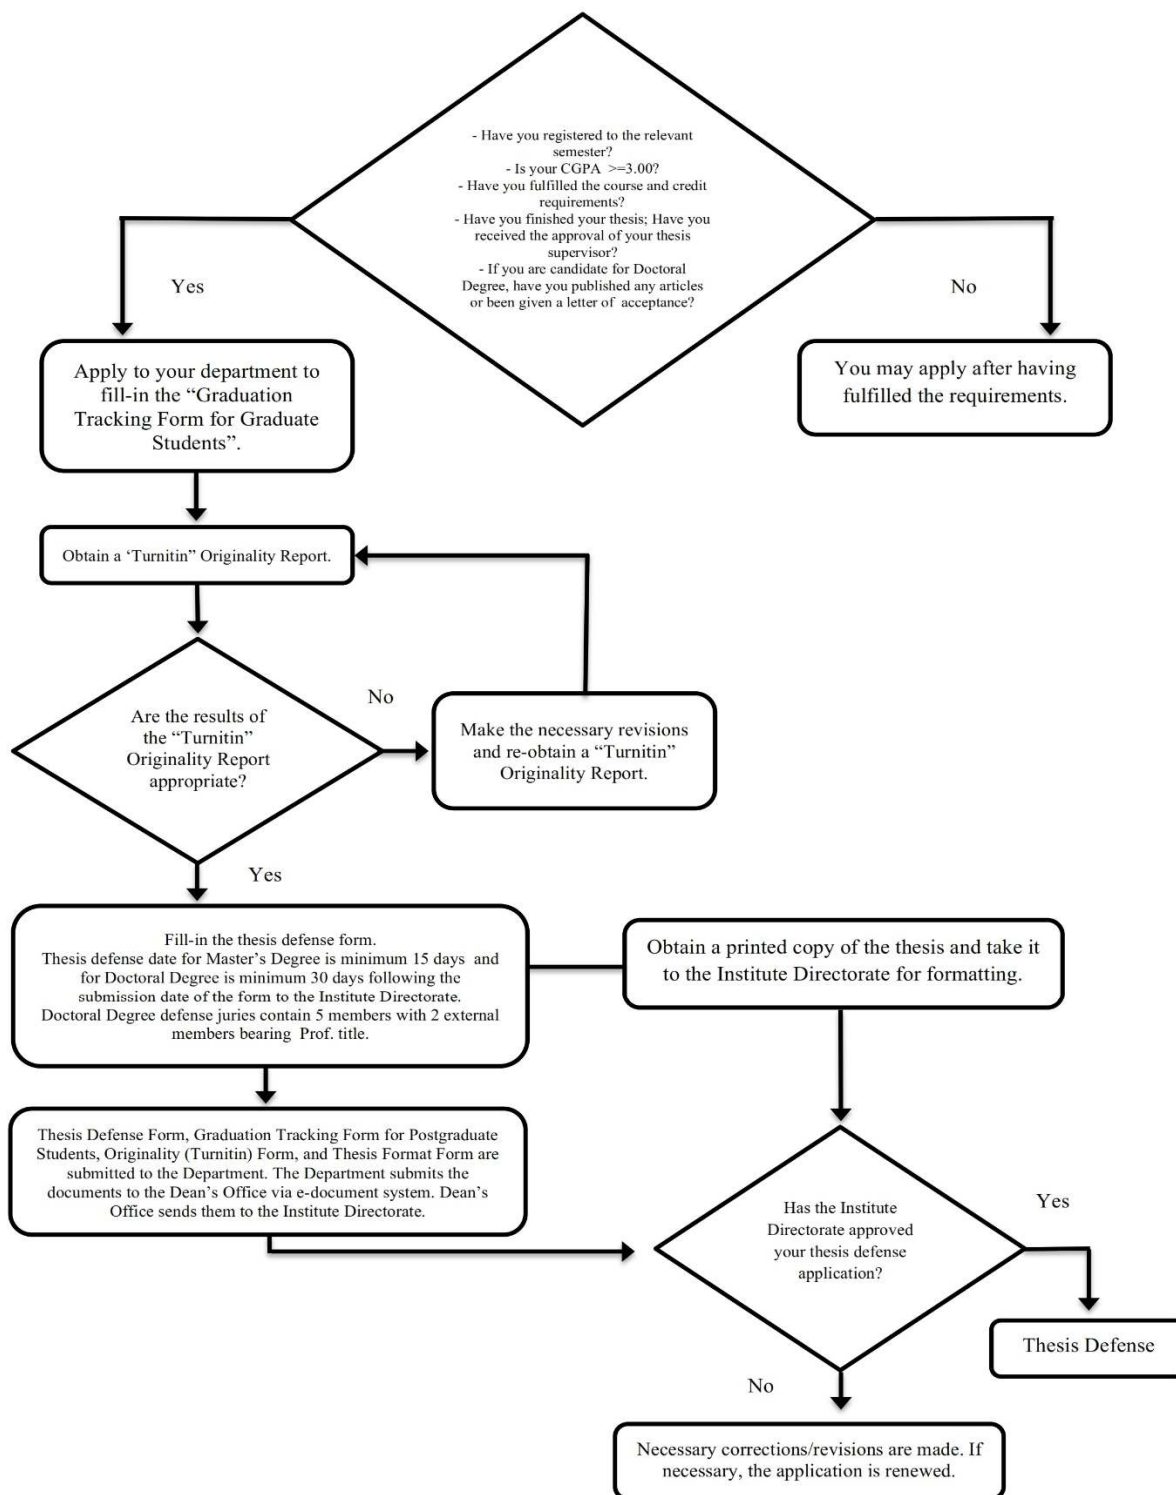 - Have you registered to the relevant
semester?
- Is your CGPA >=3.00?
- Have you fulfilled the course and credit
requirements?
- Have you finished your thesis; Have you
received the approval of your thesis
supervisor?
- If you are candidate for Doctoral
Degree, have you published any articles
or been given a letter of acceptance?
Yes
No
Apply to your department to
fill-in the “Graduation
Tracking Form for Graduate
Students”.
You may apply after having
fulfilled the requirements.
Obtain a ‘Turnitin” Originality Report.
Are the results of
the “Turnitin”
Originality Report
appropriate?
No
Make the necessary revisions
and re-obtain a “Turnitin”
Originality Report.
Yes
Fill-in the thesis defense form.
Thesis defense date for Master’s Degree is minimum 15 days and
for Doctoral Degree is minimum 30 days following the
submission date of the form to the Institute Directorate.
Doctoral Degree defense juries contain 5 members with 2 external
members bearing Prof. title.
Obtain a printed copy of the thesis and take it
to the Institute Directorate for formatting.
Thesis Defense Form, Graduation Tracking Form for Postgraduate
Students, Originality (Turnitin) Form, and Thesis Format Form are
submitted to the Department. The Department submits the
documents to the Dean’s Office via e-document system. Dean’s
Office sends them to the Institute Directorate.
Has the Institute
Directorate approved
your thesis defense
application?
Yes
Thesis Defense
No
Necessary corrections/revisions are made. If
necessary, the application is renewed.